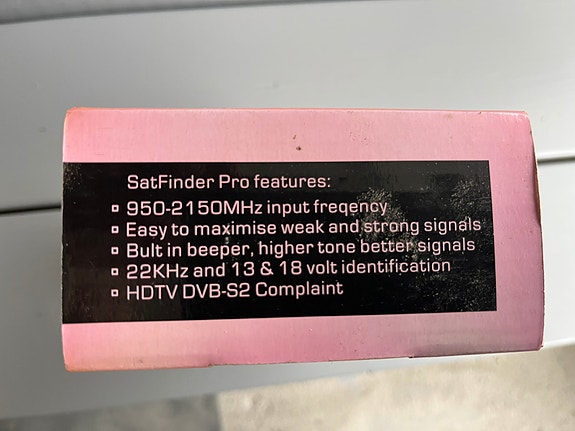 SatFinder Pro features:
▫ 950-2150MHz input freqency
▫ Easy to maximise weak and strong signals
▫ Bult in beeper, higher tone better signals
▫ 22KHz and 13 & 18 volt identification
▫ HDTV DVB-S2 Complaint